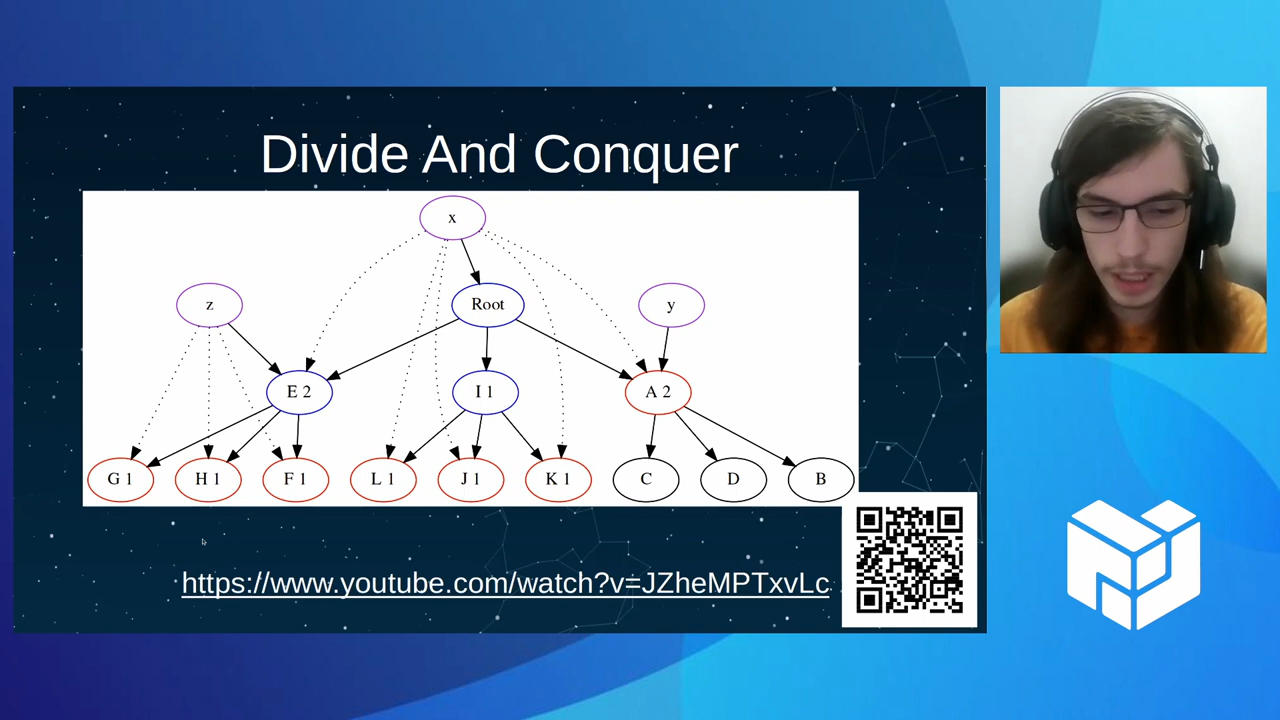 Divide And Conquer
x
z
Root
y
E 2
I 1
A 2
G 1
H 1
F 1
L 1
J 1
K 1
C
D
B
https://www.youtube.com/watch?v=JZheMPTxvLc